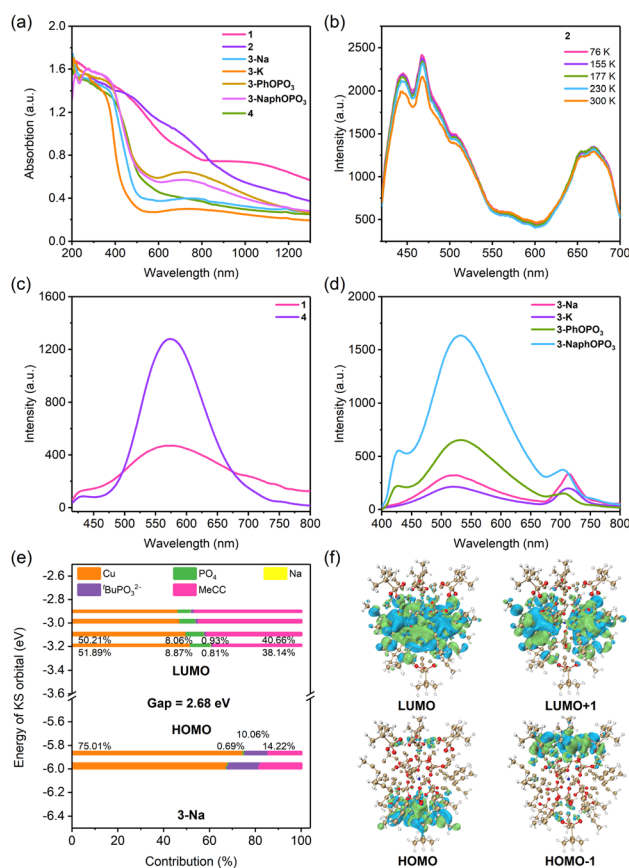 (a)
1
2
3-Na
3-K
3-PhOPO₃
3-NaphOPO₃
4
2.0
1.6
1.2
0.8
0.4
0.0
Absorbtion (a.u.)
200 400 600 800 1000 1200
Wavelength (nm)
(b)
2
76 K
155 K
177 K
230 K
300 K
2500
2000
1500
1000
500
Intensity (a.u.)
450 500 550 600 650 700
Wavelength (nm)
(c)
1
4
1600
1200
800
400
0
Intensity (a.u.)
450 500 550 600 650 700 750 800
Wavelength (nm)
(d)
3-Na
3-K
3-PhOPO₃
3-NaphOPO₃
2000
1500
1000
500
0
Intensity (a.u.)
400 450 500 550 600 650 700 750 800
Wavelength (nm)
(e)
Cu PO₄ Na
ᵗBuPO₃²⁻ MeCC
-2.6
-2.8
-3.0
-3.2
-3.4
-3.6
-5.6
-5.8
-6.0
-6.2
-6.4
Energy of KS orbital (eV)
50.21% 8.06% 0.93% 40.66%
51.89% 8.87% 0.81% 38.14%
LUMO
Gap = 2.68 eV
HOMO
10.06%
75.01% 0.69% 14.22%
3-Na
0 20 40 60 80 100
Contribution (%)
(f)
LUMO LUMO+1
HOMO HOMO-1